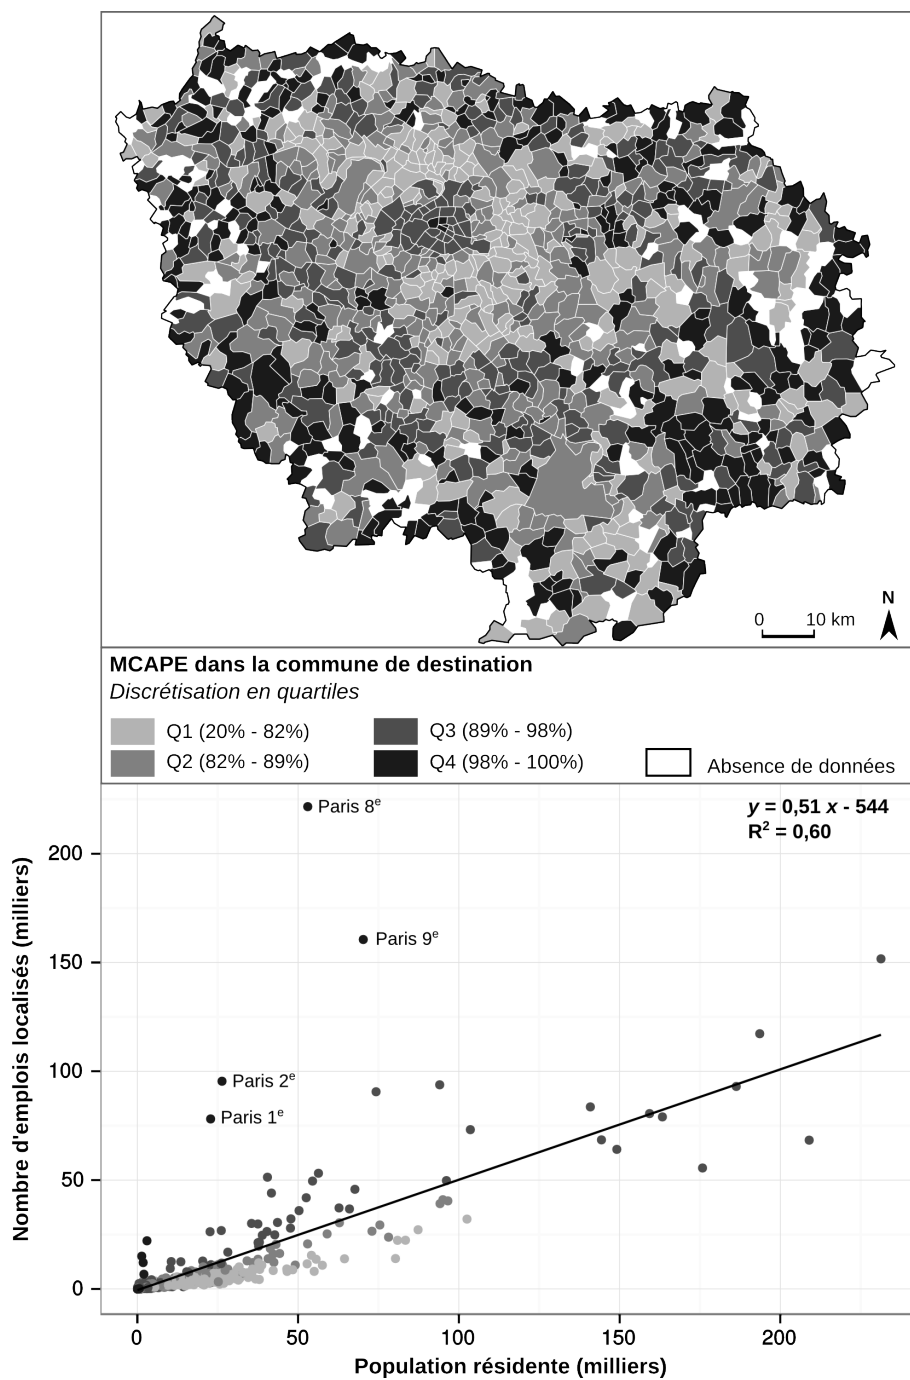 N
0 10 km
MCAPE dans la commune de destination
Discrétisation en quartiles
Q1 (20% - 82%)
Q3 (89% - 98%)
Q2 (82% - 89%)
Q4 (98% - 100%)
Absence de données
Paris 8e
y = 0,51 x - 544
R2 = 0,60
200
Paris 9e
150
100
Paris 2e
Paris 1e
50
0
Nombre d'emplois localisés (milliers)
0 50 100 150 200
Population résidente (milliers)